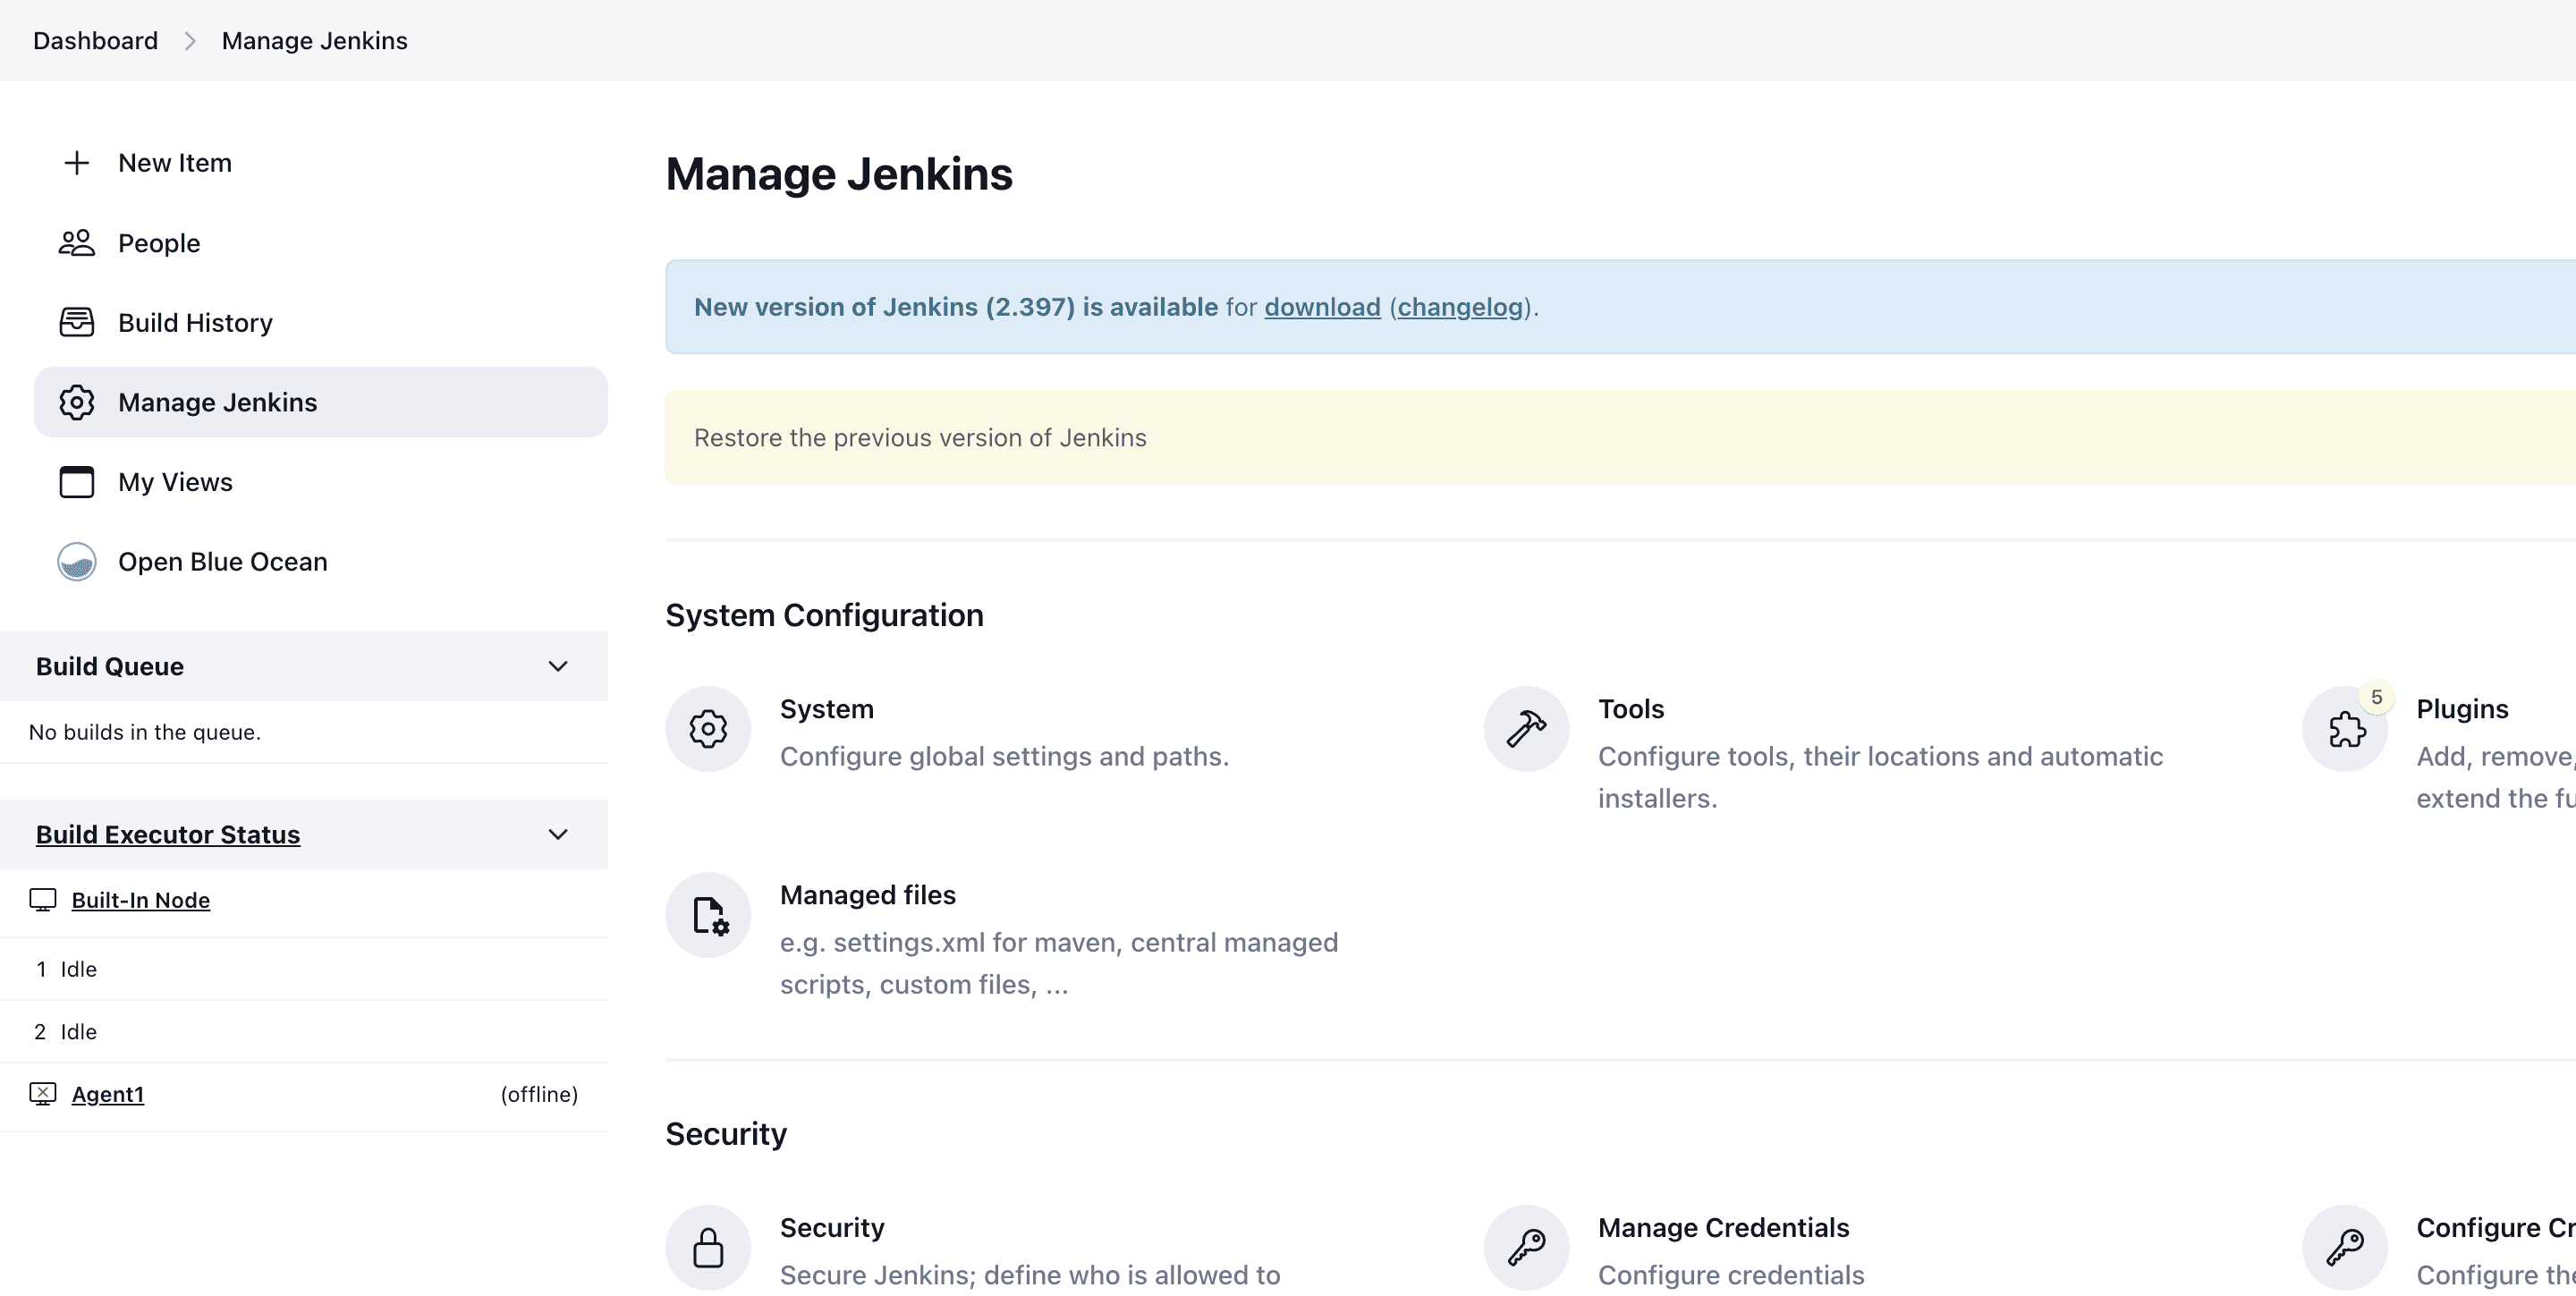 Dashboard
Manage Jenkins
New Item
People
Build History
Manage Jenkins
My Views
Open Blue Ocean
Build Queue
No builds in the queue.
Build Executor Status
Built-In Node
1 Idle
2 Idle
Agent1 (offline)
Manage Jenkins
New version of Jenkins (2.397) is available for download (changelog).
Restore the previous version of Jenkins
System Configuration
System
Configure global settings and paths.
Tools
Configure tools, their locations and automatic
installers.
5
Plugins
Add, remove,
extend the fu
Managed files
e.g. settings.xml for maven, central managed
scripts, custom files, ...
Security
Security
Secure Jenkins; define who is allowed to
Manage Credentials
Configure credentials
Configure Cr
Configure the